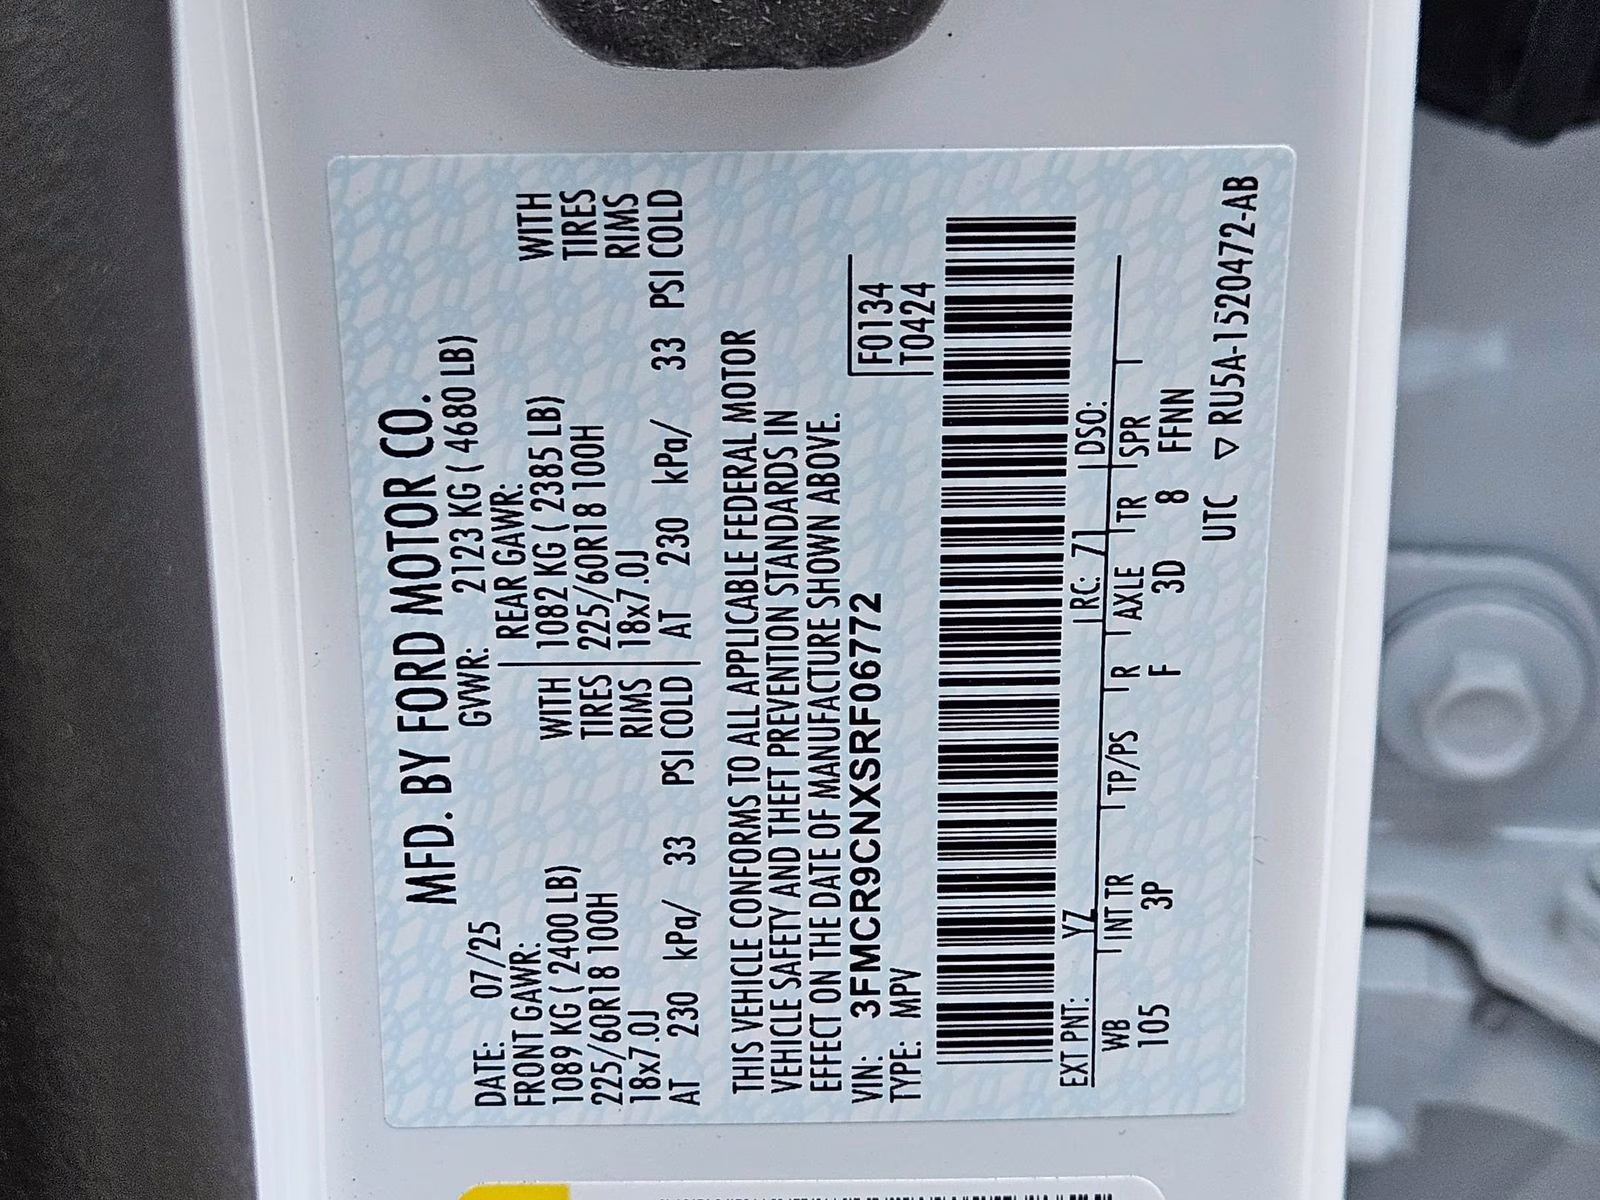 MFD. BY FORD MOTOR CO.
DATE: 07/25 GVWR: 2123 KG ( 4680 LB)
FRONT GAWR: REAR GAWR:
1089 KG ( 2400 LB) WITH 1082 KG ( 2385 LB) WITH
225/60R18 100H TIRES 225/60R18 100H TIRES
18x7.0J RIMS 18x7.0J RIMS
AT 230 kPa/ 33 PSI COLD AT 230 kPa/ 33 PSI COLD
THIS VEHICLE CONFORMS TO ALL APPLICABLE FEDERAL MOTOR
VEHICLE SAFETY AND THEFT PREVENTION STANDARDS IN
EFFECT ON THE DATE OF MANUFACTURE SHOWN ABOVE.
VIN: 3FMCR9CNXSRF06772 F0134
TYPE: MPV T0424
EXT PNT: YZ RC: 71 DSO:
WB INT TR TP/PS R AXLE TR SPR
105 3P F 3D 8 FFNN
UTC ▽ RU5A-1520472-AB